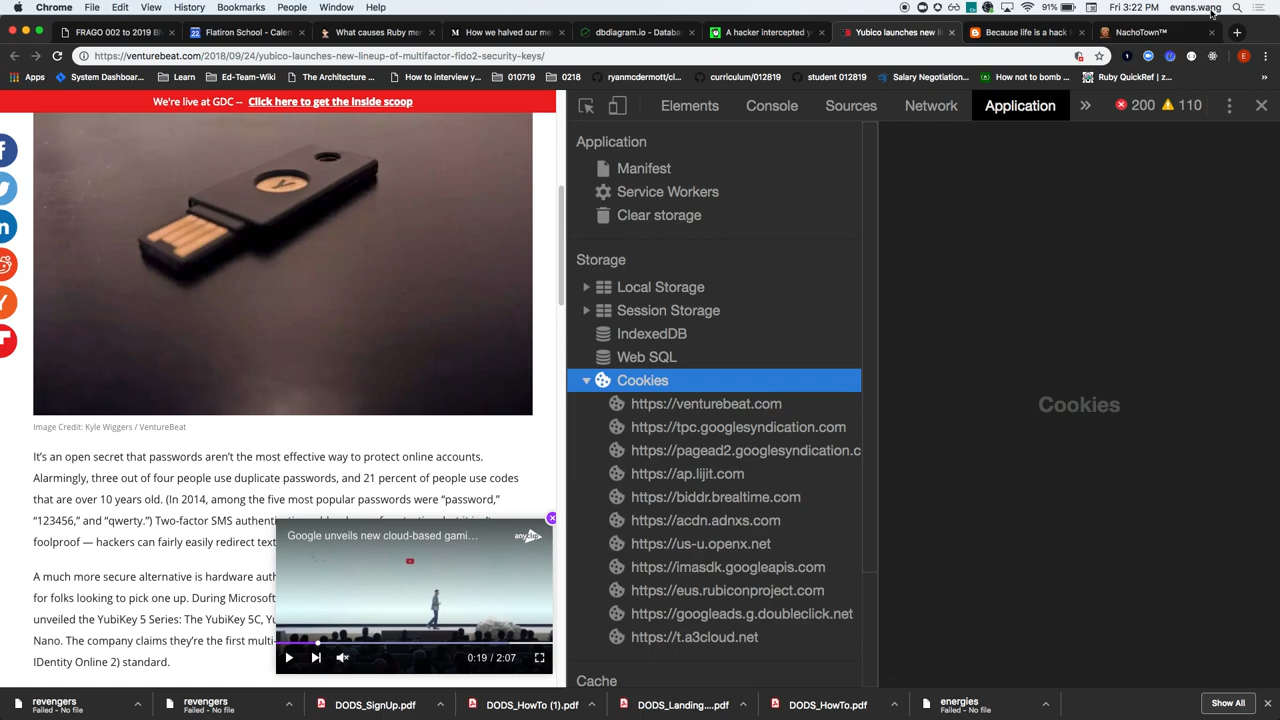 Chrome File Edit View History Bookmarks People Window Help 91% Fri 3:22 PM evans.wang
FRAGO 002 to 2019 BN Flatiron School - Calen What causes Ruby mem How we halved our mem dbdiagram.io - Databas A hacker intercepted yo Yubico launches new li Because life is a hack f NachoTown™
https://venturebeat.com/2018/09/24/yubico-launches-new-lineup-of-multifactor-fido2-security-keys/
Apps System Dashboar... Learn Ed-Team-Wiki The Architecture ... How to interview y... 010719 0218 ryanmcdermott/cl... curriculum/012819 student 012819 Salary Negotiation... How not to bomb ... Ruby QuickRef | z... »
We're live at GDC -- Click here to get the inside scoop
Elements Console Sources Network Application » 200 110
Application
Manifest
Service Workers
Clear storage
Storage
Local Storage
Session Storage
IndexedDB
Web SQL
Cookies
https://venturebeat.com
https://tpc.googlesyndication.com
https://pagead2.googlesyndication.c
https://ap.lijit.com
https://biddr.brealtime.com
https://acdn.adnxs.com
https://us-u.openx.net
https://imasdk.googleapis.com
https://eus.rubiconproject.com
https://googleads.g.doubleclick.net
https://t.a3cloud.net
Cache
Cookies
Image Credit: Kyle Wiggers / VentureBeat
It's an open secret that passwords aren't the most effective way to protect online accounts.
Alarmingly, three out of four people use duplicate passwords, and 21 percent of people use codes
that are over 10 years old. (In 2014, among the five most popular passwords were “password,”
“123456,” and “qwerty.”) Two-factor SMS
foolproof — hackers can fairly easily redirect
A much more secure alternative is hardware
for folks looking to pick one up. During Microsof
unveiled the YubiKey 5 Series: The YubiKey 5C,
Nano. The company claims they're the first multi-
IDentity Online 2) standard.
Google unveils new cloud-based gami...
anyclip
0:19 / 2:07
revengers
Failed - No file
revengers
Failed - No file
DODS_SignUp.pdf
DODS_HowTo (1).pdf
DODS_Landing....pdf
DODS_HowTo.pdf
energies
Failed - No file
Show All